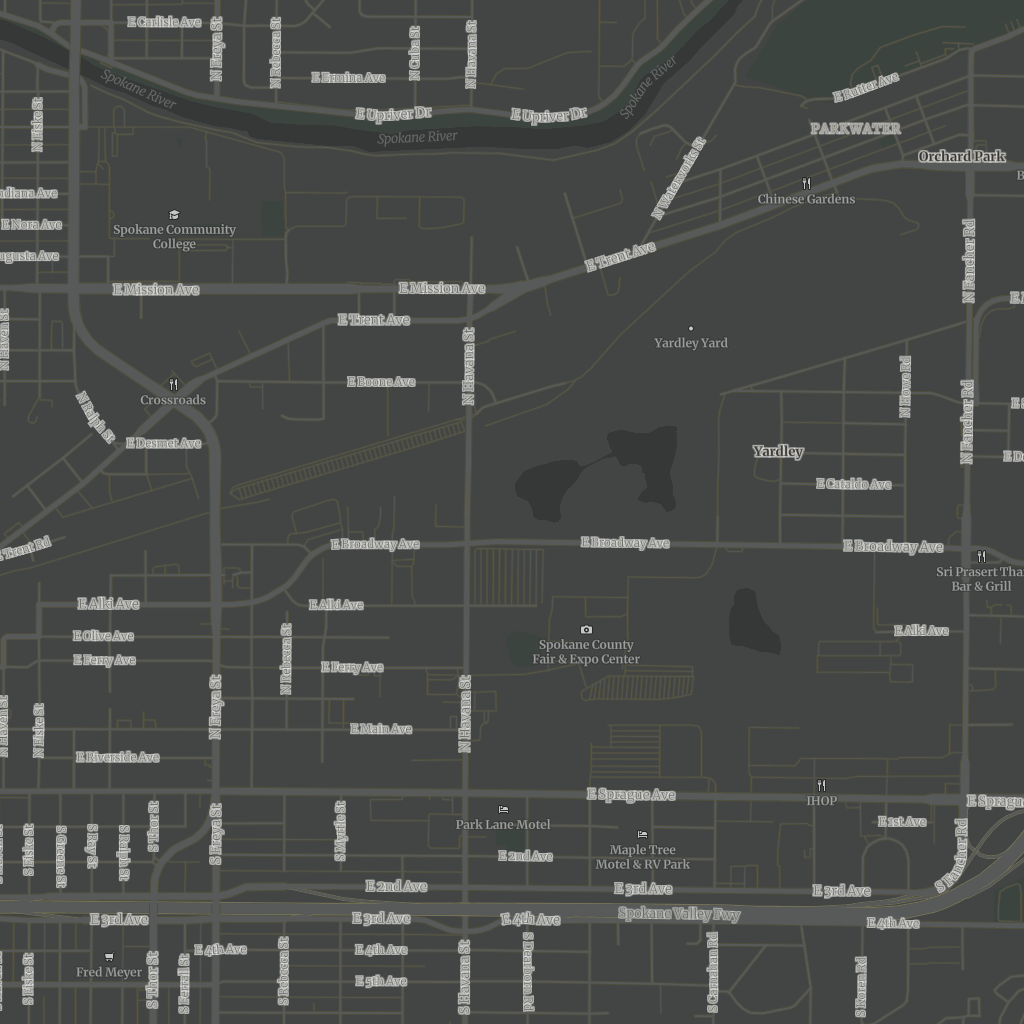 E Carlisle Ave
N Freya St
N Rebecca St
N Cuba St
N Havana St
E Ermina Ave
Spokane River
E Upriver Dr
E Upriver Dr
Spokane River
Spokane River
E Rutter Ave
PARKWATER
Orchard Park
N Fiske St
N Waterworks St
Chinese Gardens
ndiana Ave
E Nora Ave
ugusta Ave
Spokane Community
College
E Trent Ave
N Fancher Rd
E Mission Ave
E Mission Ave
N Haven St
E Trent Ave
Yardley Yard
N Havana St
E Boone Ave
N Howe Rd
Crossroads
N Ralph St
E Desmet Ave
N Fancher Rd
Yardley
E Cataldo Ave
E Trent Rd
E Broadway Ave
E Broadway Ave
E Broadway Ave
Sri Prasert Tha
Bar & Grill
E Alki Ave
E Alki Ave
E Alki Ave
E Olive Ave
E Ferry Ave
N Rebecca St
E Ferry Ave
Spokane County
Fair & Expo Center
N Haven St
N Fiske St
N Freya St
N Havana St
E Main Ave
E Riverside Ave
E Sprague Ave
IHOP
E Sprague
Park Lane Motel
E 1st Ave
S Fiske St
S Greene St
S Ray St
S Ralph St
S Thor St
S Freya St
S Myrtle St
E 2nd Ave
Maple Tree
Motel & RV Park
S Fancher Rd
E 2nd Ave
E 3rd Ave
E 3rd Ave
E 3rd Ave
E 3rd Ave
E 4th Ave
Spokane Valley Fwy
E 4th Ave
E 4th Ave
E 4th Ave
Fred Meyer
S Fiske St
S Thor St
S Ferrall St
S Rebecca St
E 5th Ave
S Havana St
S Dearborn Rd
S Carnahan Rd
S Koren Rd